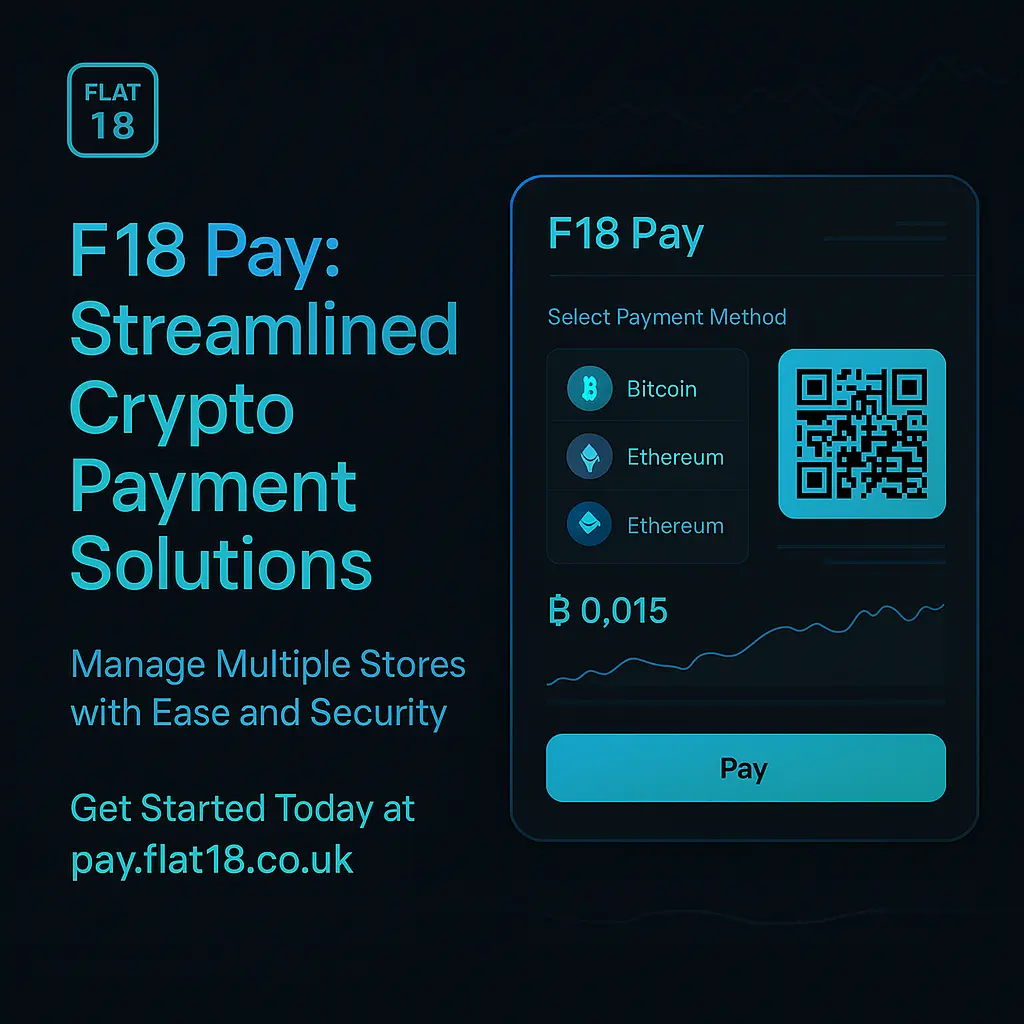 FLAT
18
F18 Pay:
Streamlined
Crypto
Payment
Solutions
Manage Multiple Stores
with Ease and Security
Get Started Today at
pay.flat18.co.uk
F18 Pay
Select Payment Method
Bitcoin
Ethereum
Ethereum
₿ 0,015
Pay